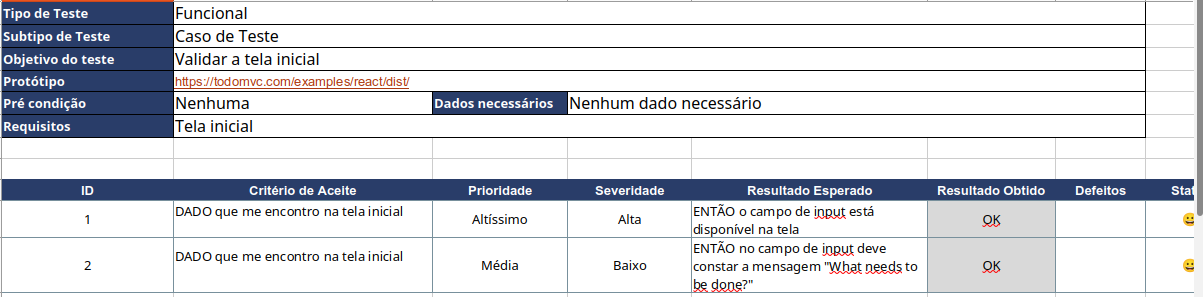 Tipo de Teste Funcional
Subtipo de Teste Caso de Teste
Objetivo do teste Validar a tela inicial
Protótipo https://todomvc.com/examples/react/dist/
Pré condição Nenhuma Dados necessários Nenhum dado necessário
Requisitos Tela inicial
ID Critério de Aceite Prioridade Severidade Resultado Esperado Resultado Obtido Defeitos
1 DADO que me encontro na tela inicial Altíssimo Alta ENTÃO o campo de input está
disponível na tela OK
2 DADO que me encontro na tela inicial Média Baixo ENTÃO no campo de input deve
constar a mensagem "What needs to
be done?" OK